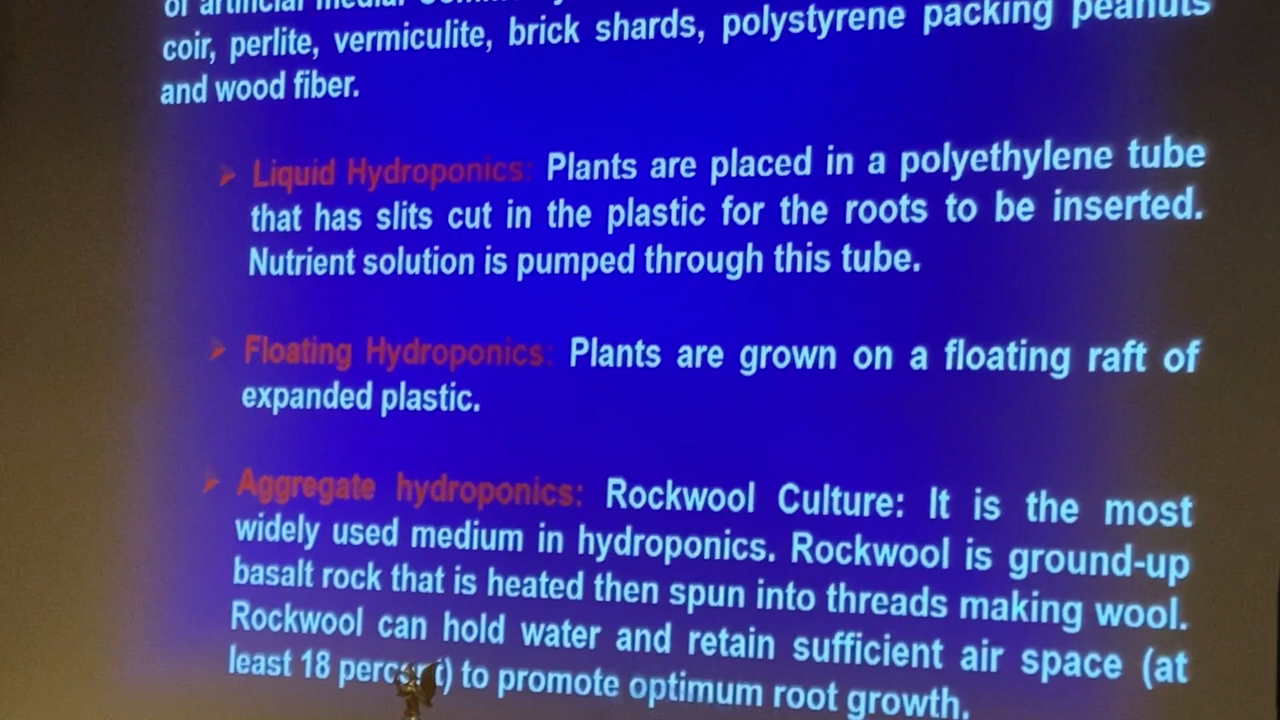 of artificial media.
coir, perlite, vermiculite, brick shards, polystyrene packing peanuts
and wood fiber.
➤ Liquid Hydroponics: Plants are placed in a polyethylene tube
that has slits cut in the plastic for the roots to be inserted.
Nutrient solution is pumped through this tube.
➤ Floating Hydroponics: Plants are grown on a floating raft of
expanded plastic.
➤ Aggregate hydroponics: Rockwool Culture: It is the most
widely used medium in hydroponics. Rockwool is ground-up
basalt rock that is heated then spun into threads making wool.
Rockwool can hold water and retain sufficient air space (at
least 18 percent) to promote optimum root growth.